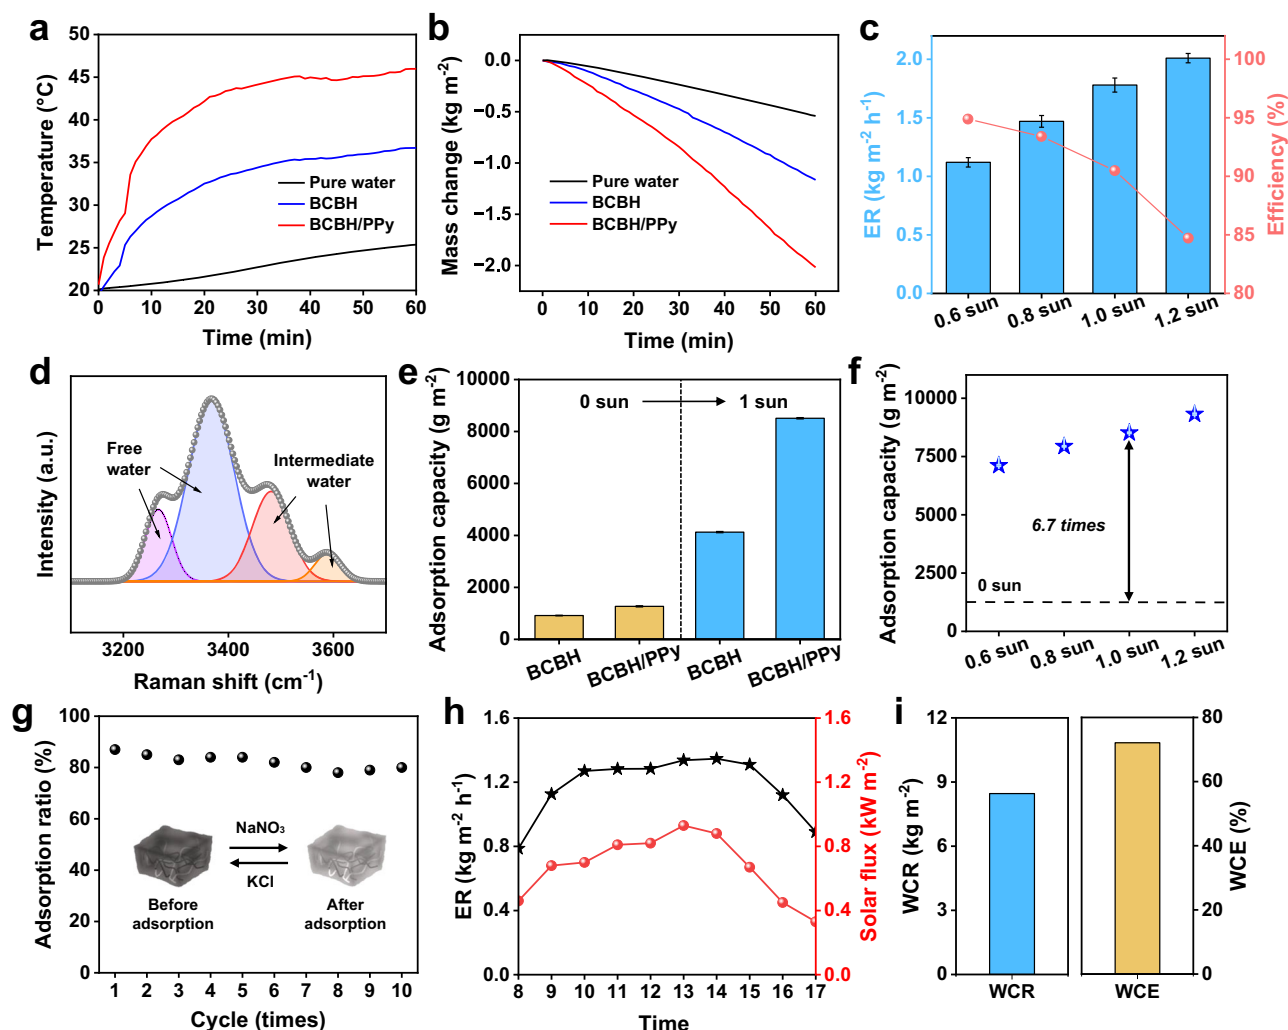 a
Temperature (°C)
50
45
40
35
30
25
20
Pure water
BCBH
BCBH/PPy
0 10 20 30 40 50 60
Time (min)
b
Mass change (kg m⁻²)
0.0
−0.5
−1.0
−1.5
−2.0
Pure water
BCBH
BCBH/PPy
0 10 20 30 40 50 60
Time (min)
c
ER (kg m⁻² h⁻¹)
2.0
1.5
1.0
0.5
0.0
100
95
90
85
80
Efficiency (%)
0.6 sun 0.8 sun 1.0 sun 1.2 sun
d
Intensity (a.u.)
Free
water
Intermediate
water
3200 3400 3600
Raman shift (cm⁻¹)
e
Adsorption capacity (g m⁻²)
10000
8000
6000
4000
2000
0
0 sun 1 sun
BCBH BCBH/PPy BCBH BCBH/PPy
f
Adsorption capacity (g m⁻²)
10000
7500
5000
2500
0
6.7 times
0 sun
0.6 sun 0.8 sun 1.0 sun 1.2 sun
g
Adsorption ratio (%)
100
80
60
40
20
0
NaNO₃
KCl
Before
adsorption
After
adsorption
1 2 3 4 5 6 7 8 9 10
Cycle (times)
h
ER (kg m⁻² h⁻¹)
1.6
1.2
0.8
0.4
0.0
1.6
1.2
0.8
0.4
0.0
Solar flux (kW m⁻²)
8 9 10 11 12 13 14 15 16 17
Time
i
WCR (kg m⁻²)
12
9
6
3
0
WCR
80
60
40
20
0
WCE (%)
WCE